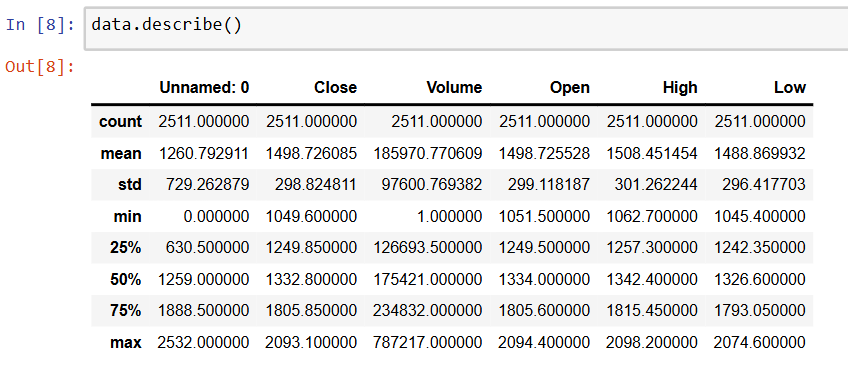 In [8]: data.describe()
Out[8]:
Unnamed: 0 Close Volume Open High Low
count 2511.000000 2511.000000 2511.000000 2511.000000 2511.000000 2511.000000
mean 1260.792911 1498.726085 185970.770609 1498.725528 1508.451454 1488.869932
std 729.262879 298.824811 97600.769382 299.118187 301.262244 296.417703
min 0.000000 1049.600000 1.000000 1051.500000 1062.700000 1045.400000
25% 630.500000 1249.850000 126693.500000 1249.500000 1257.300000 1242.350000
50% 1259.000000 1332.800000 175421.000000 1334.000000 1342.400000 1326.600000
75% 1888.500000 1805.850000 234832.000000 1805.600000 1815.450000 1793.050000
max 2532.000000 2093.100000 787217.000000 2094.400000 2098.200000 2074.600000